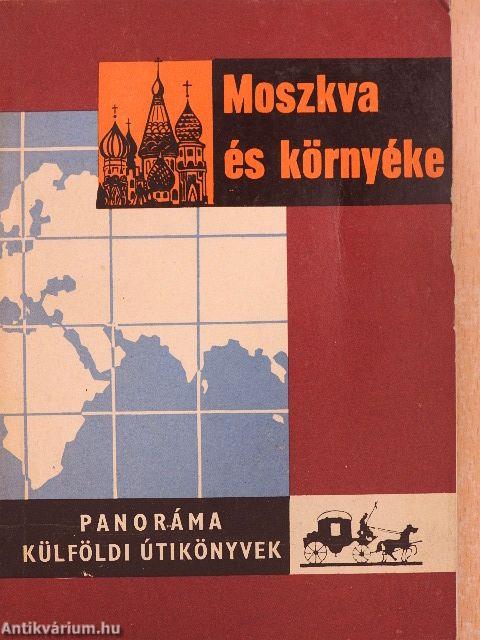 Moszkva
és környéke
PANORÁMA
KÜLFÖLDI ÚTIKÖNYVEK
Antikvárium.hu